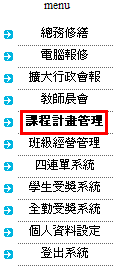 menu
總務修繕
電腦報修
擴大行政會報
教師晨會
課程計畫管理
班級經營管理
四連單系統
學生受獎系統
全勤受獎系統
個人資料設定
登出系統